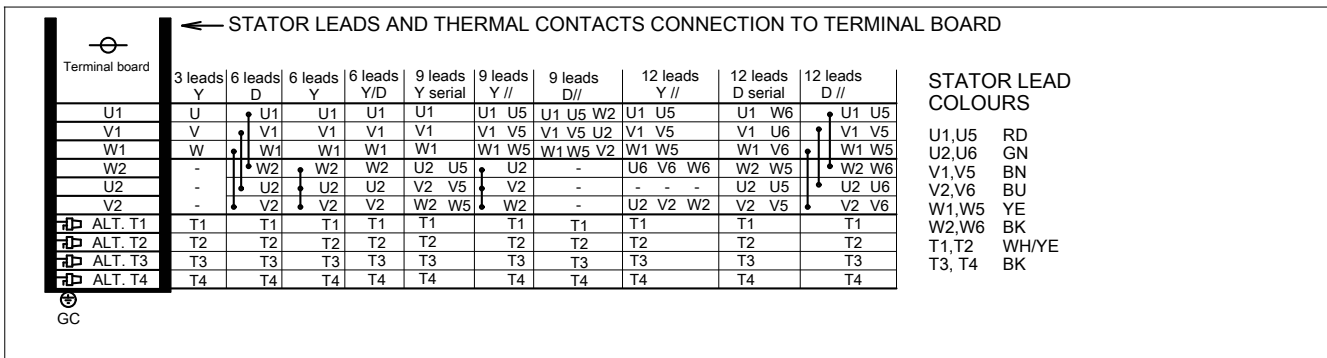 STATOR LEADS AND THERMAL CONTACTS CONNECTION TO TERMINAL BOARD
Terminal board 3 leads Y 6 leads D 6 leads Y 6 leads Y/D 9 leads Y serial 9 leads Y // 9 leads D// 12 leads Y // 12 leads D serial 12 leads D //
U1 U U1 U1 U1 U1 U1 U5 U1 U5 W2 U1 U5 U1 W6 U1 U5
V1 V V1 V1 V1 V1 V1 V5 V1 V5 U2 V1 V5 V1 U6 V1 V5
W1 W W1 W1 W1 W1 W1 W5 W1 W5 V2 W1 W5 W1 V6 W1 W5
W2 - W2 W2 W2 U2 U5 U2 - U6 V6 W6 W2 W5 W2 W6
U2 - U2 U2 U2 V2 V5 V2 - - - - U2 U5 U2 U6
V2 - V2 V2 V2 W2 W5 W2 - U2 V2 W2 V2 V5 V2 V6
ALT. T1 T1 T1 T1 T1 T1 T1 T1 T1 T1 T1
ALT. T2 T2 T2 T2 T2 T2 T2 T2 T2 T2 T2
ALT. T3 T3 T3 T3 T3 T3 T3 T3 T3 T3 T3
ALT. T4 T4 T4 T4 T4 T4 T4 T4 T4 T4 T4
GC
STATOR LEAD
COLOURS
U1,U5 RD
U2,U6 GN
V1,V5 BN
V2,V6 BU
W1,W5 YE
W2,W6 BK
T1,T2 WH/YE
T3, T4 BK